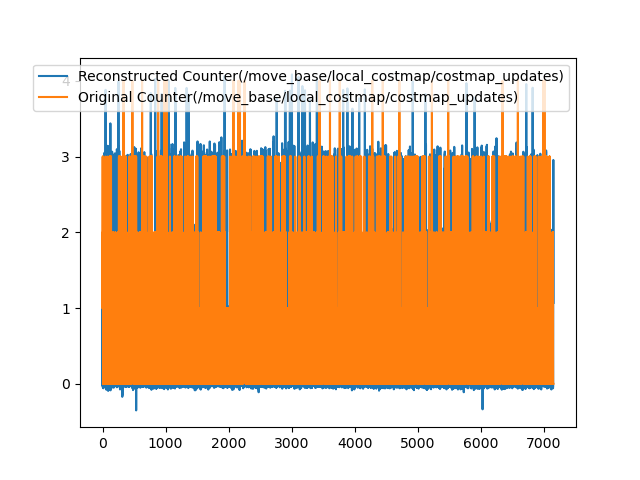 Reconstructed Counter(/move_base/local_costmap/costmap_updates)
Original Counter(/move_base/local_costmap/costmap_updates)
4
3
2
1
0
0 1000 2000 3000 4000 5000 6000 7000